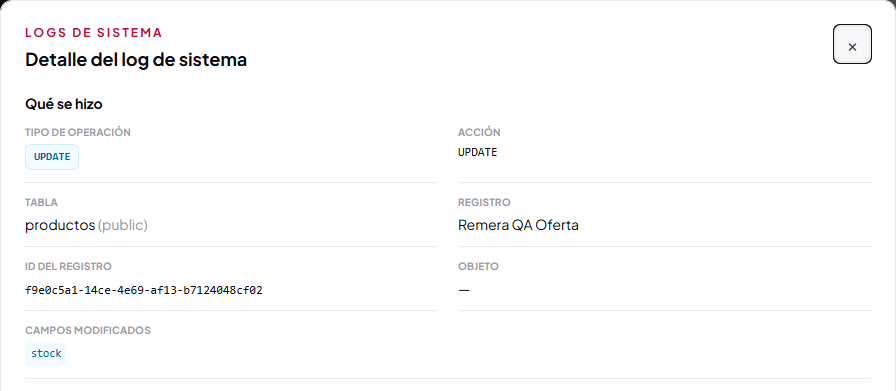 LOGS DE SISTEMA
Detalle del log de sistema
×
Qué se hizo
TIPO DE OPERACIÓN
UPDATE
ACCIÓN
UPDATE
TABLA
productos (public)
REGISTRO
Remera QA Oferta
ID DEL REGISTRO
f9e0c5a1-14ce-4e69-af13-b7124048cf02
OBJETO
—
CAMPOS MODIFICADOS
stock